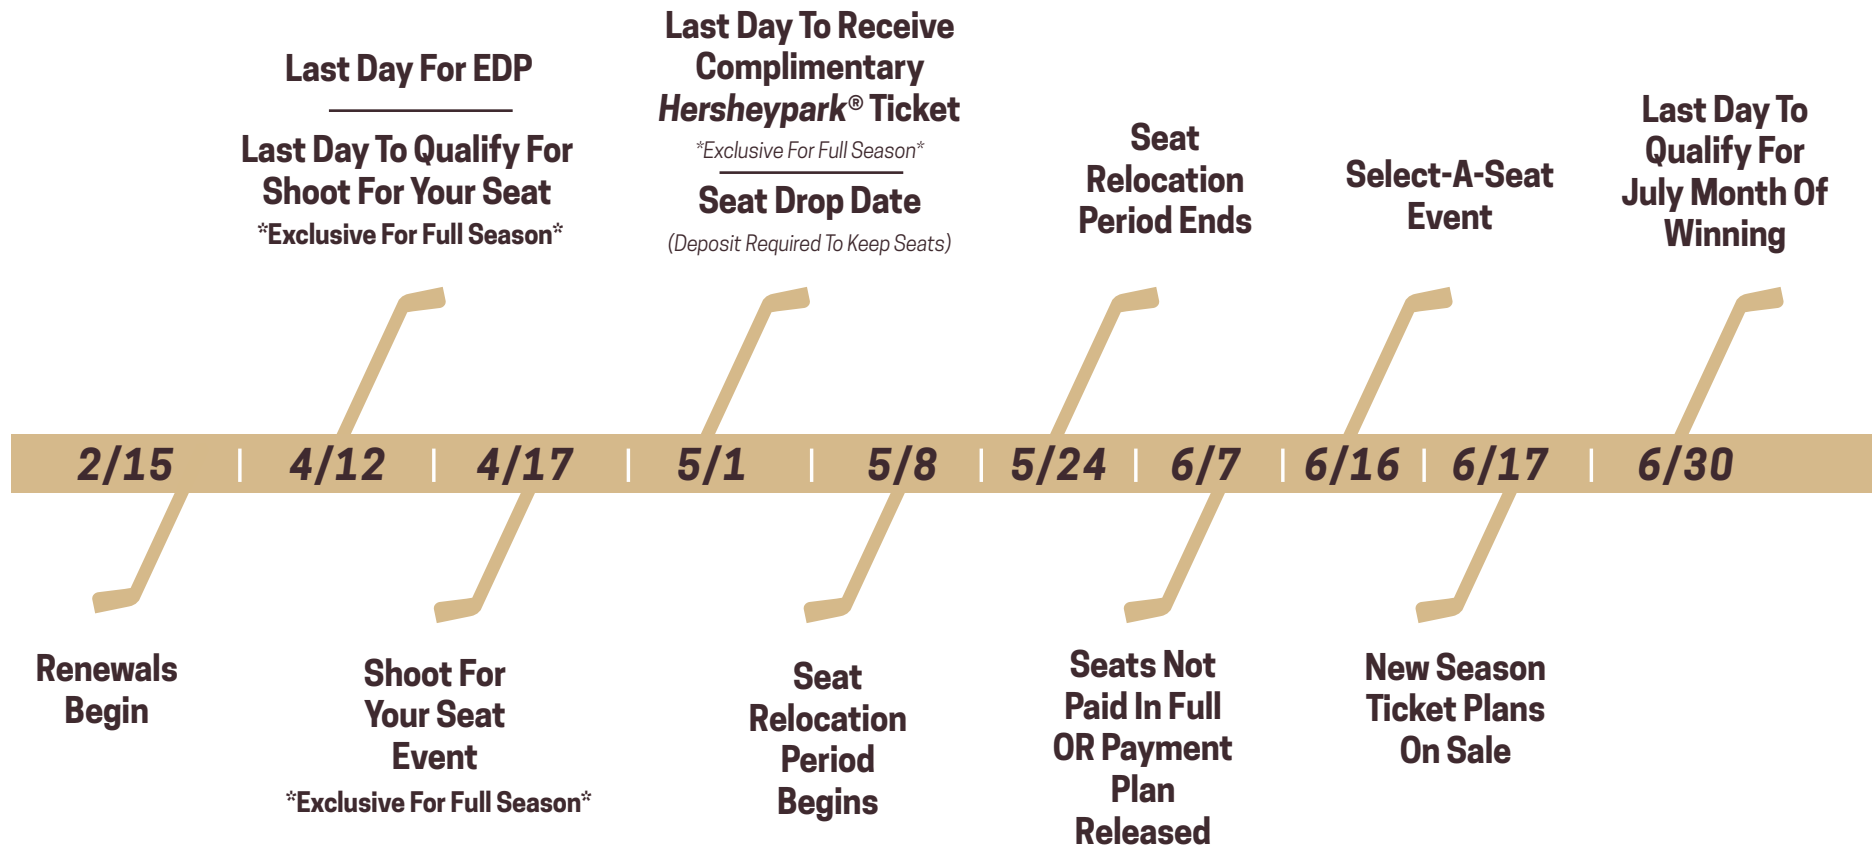 Last Day For EDP
Last Day To Qualify For
Shoot For Your Seat
*Exclusive For Full Season*
Last Day To Receive
Complimentary
Hersheypark® Ticket
*Exclusive For Full Season*
Seat Drop Date
(Deposit Required To Keep Seats)
Seat
Relocation
Period Ends
Select-A-Seat
Event
Last Day To
Qualify For
July Month Of
Winning
2/15 | 4/12 | 4/17 | 5/1 | 5/8 | 5/24 | 6/7 | 6/16 | 6/17 | 6/30
Renewals
Begin
Shoot For
Your Seat
Event
*Exclusive For Full Season*
Seat
Relocation
Period
Begins
Seats Not
Paid In Full
OR Payment
Plan
Released
New Season
Ticket Plans
On Sale